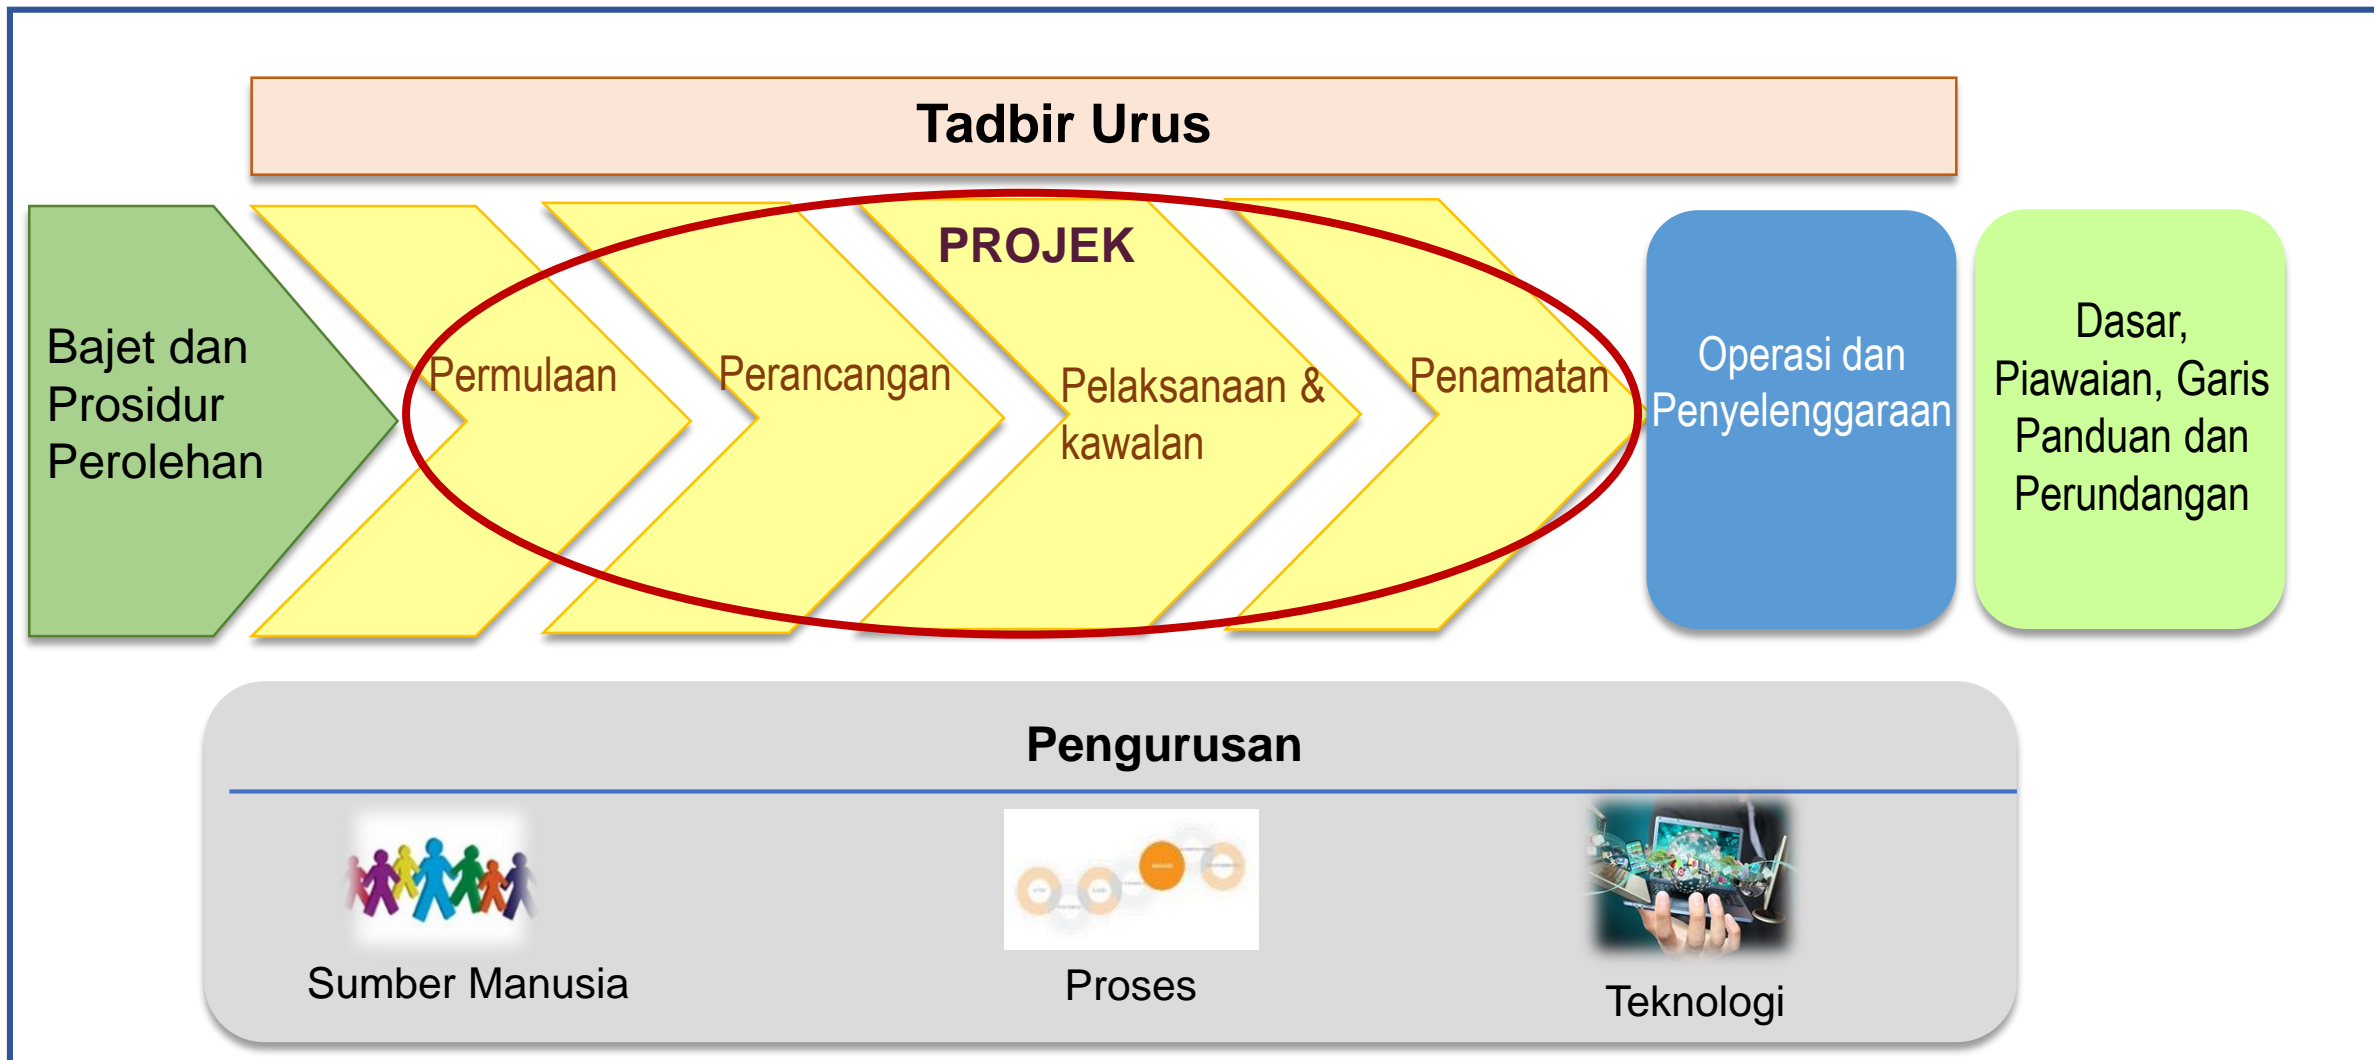 Tadbir Urus
PROJEK
Bajet dan
Prosidur
Perolehan
Permulaan
Perancangan
Pelaksanaan &
kawalan
Penamatan
Operasi dan
Penyelenggaraan
Dasar,
Piawaian, Garis
Panduan dan
Perundangan
Pengurusan
Sumber Manusia
Proses
Teknologi